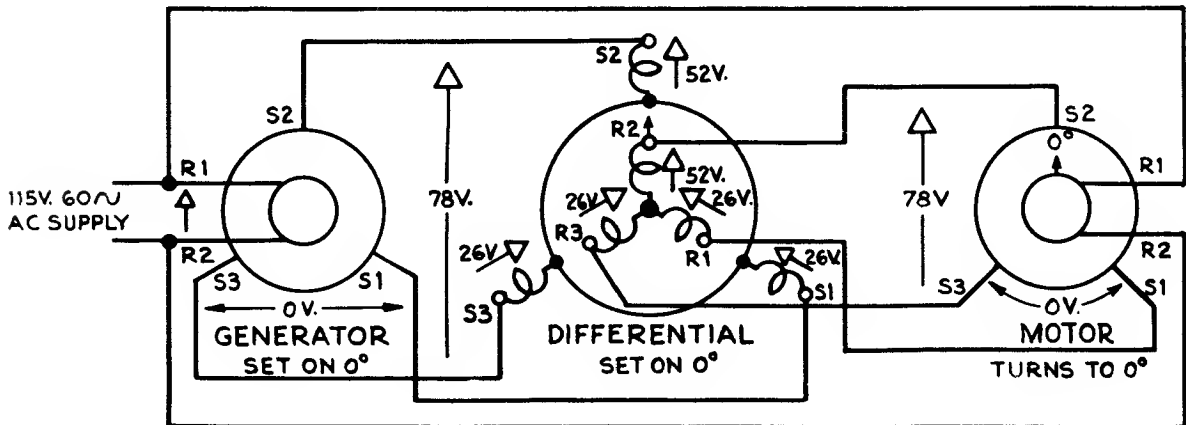 S2
52V.
S2
R2
S2
0°
R1
R1
115V. 60~
AC SUPPLY
78V.
52V.
78V
26V.
26V.
R2
R3
R1
R2
S3
S1
26V.
26V.
S3
S1
0V.
S3
S1
0V.
GENERATOR
SET ON 0°
DIFFERENTIAL
SET ON 0°
MOTOR
TURNS TO 0°